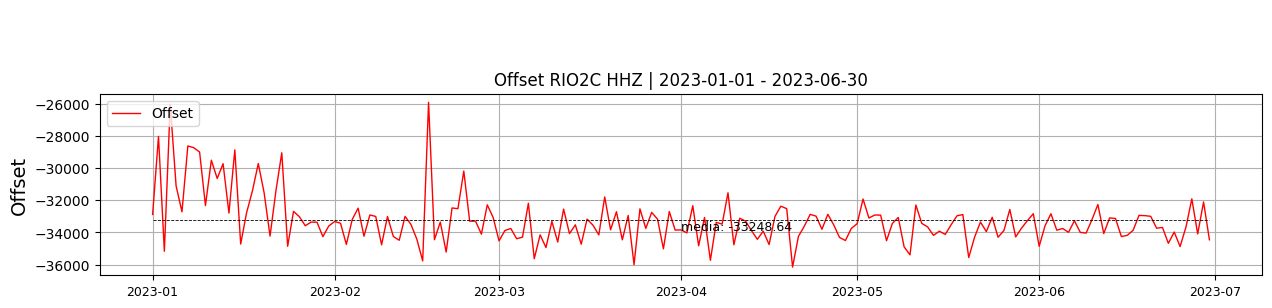 Offset RIO2C HHZ | 2023-01-01 - 2023-06-30
Offset
Offset
−26000
−28000
−30000
−32000
−34000
−36000
media: -33248.64
2023-01 2023-02 2023-03 2023-04 2023-05 2023-06 2023-07